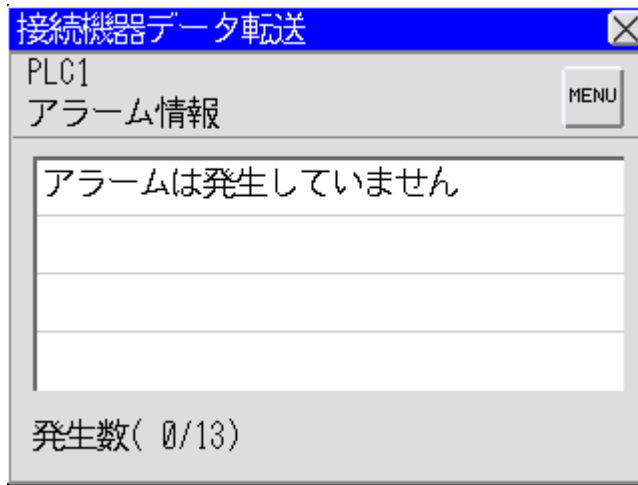 接続機器データ転送
PLC1
アラーム情報
MENU
アラームは発生していません
発生数( 0/13)